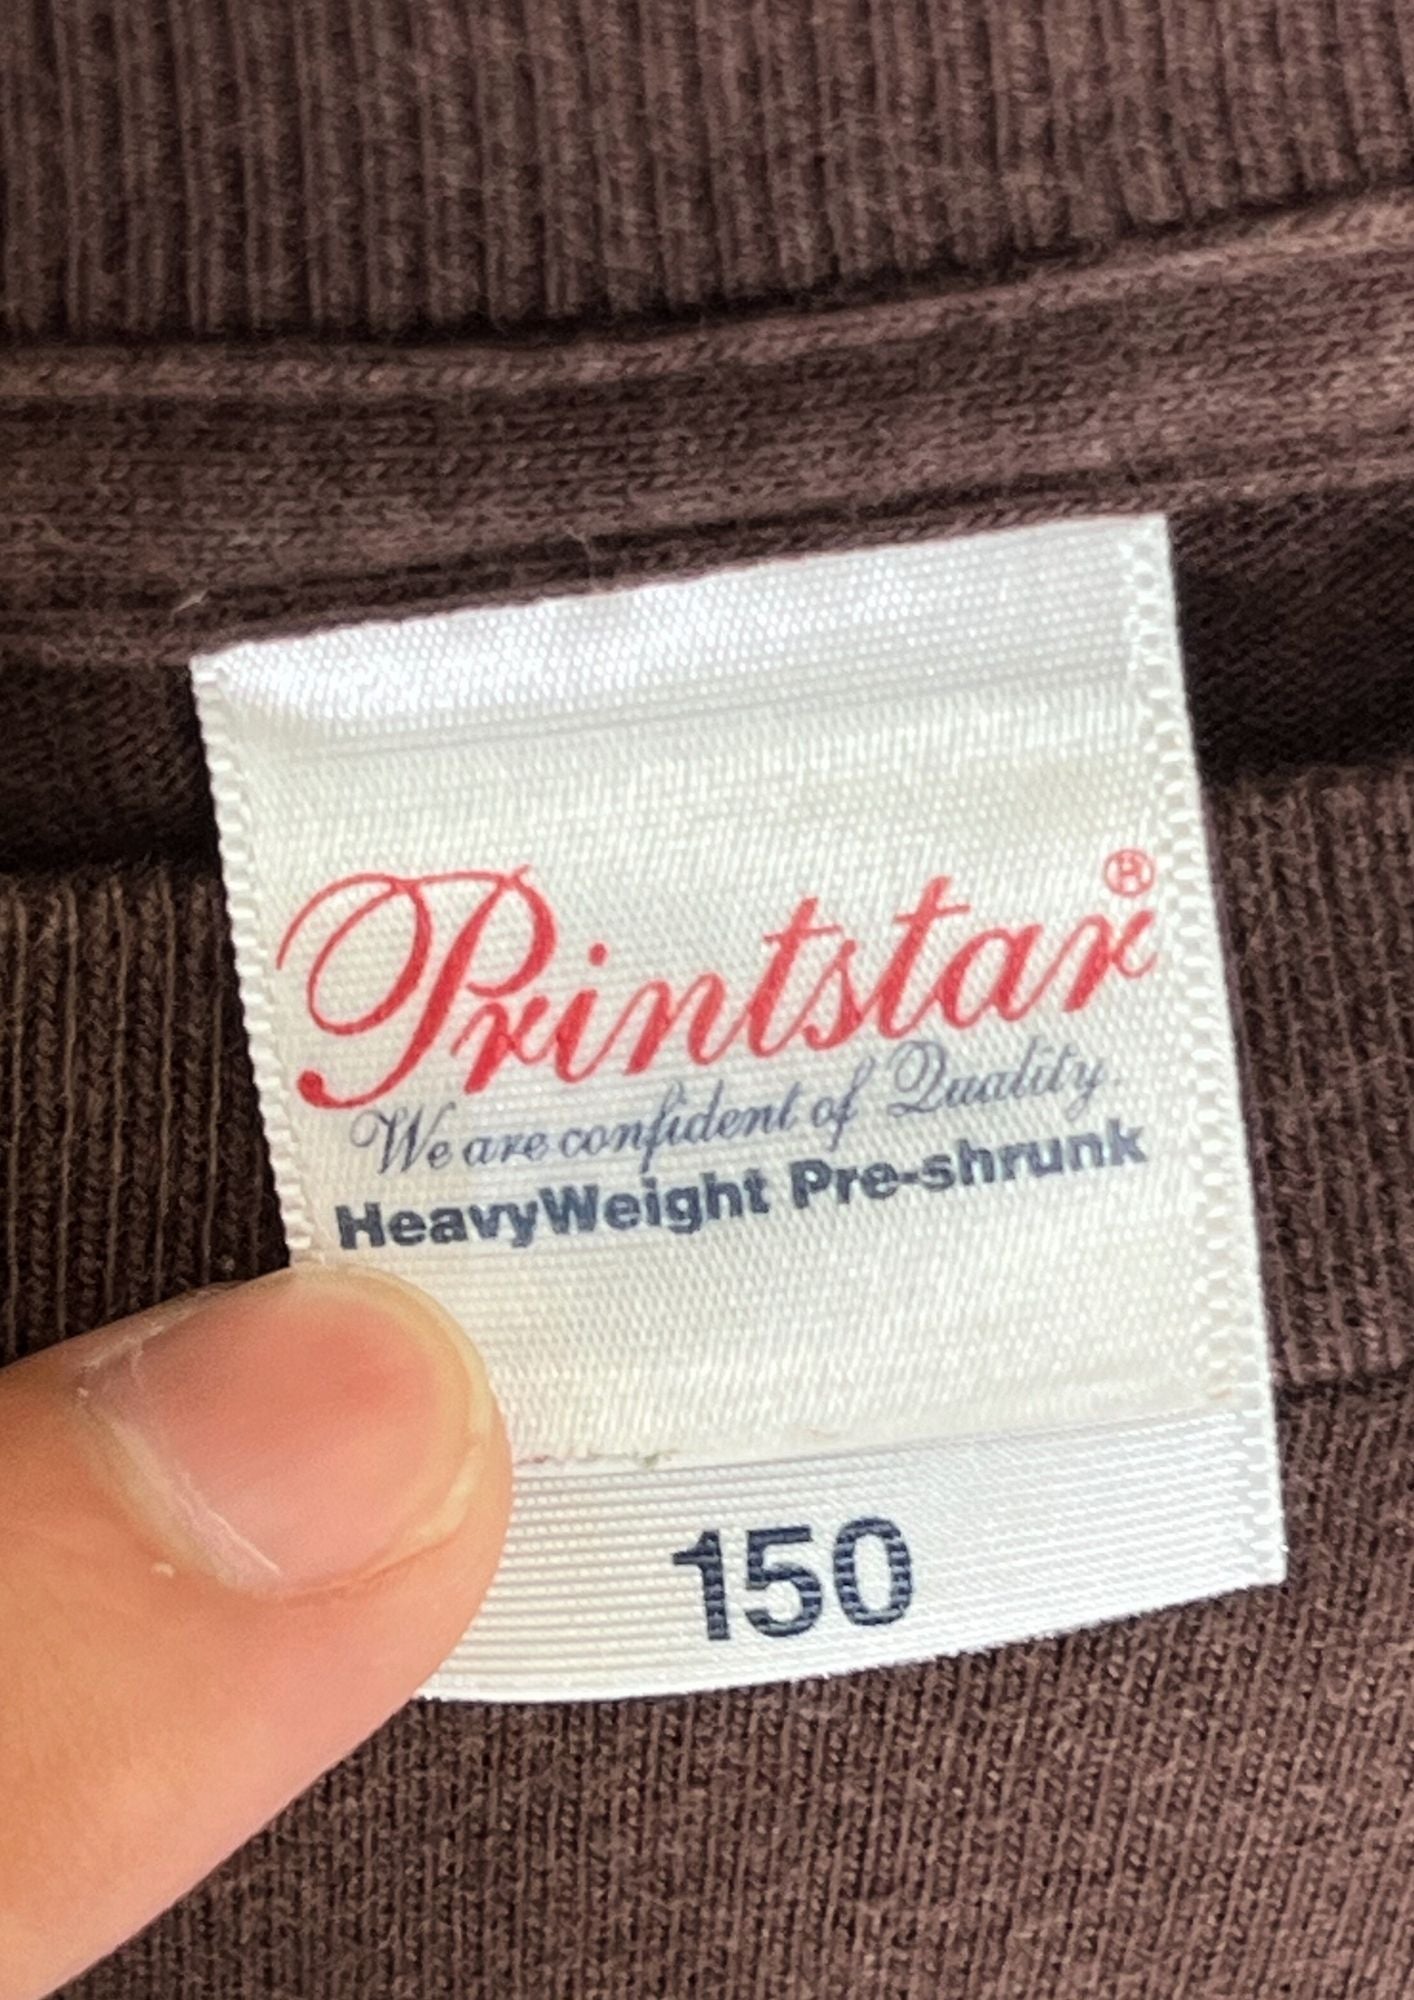 Printstar®
We are confident of Quality.
HeavyWeight Pre-shrunk
150